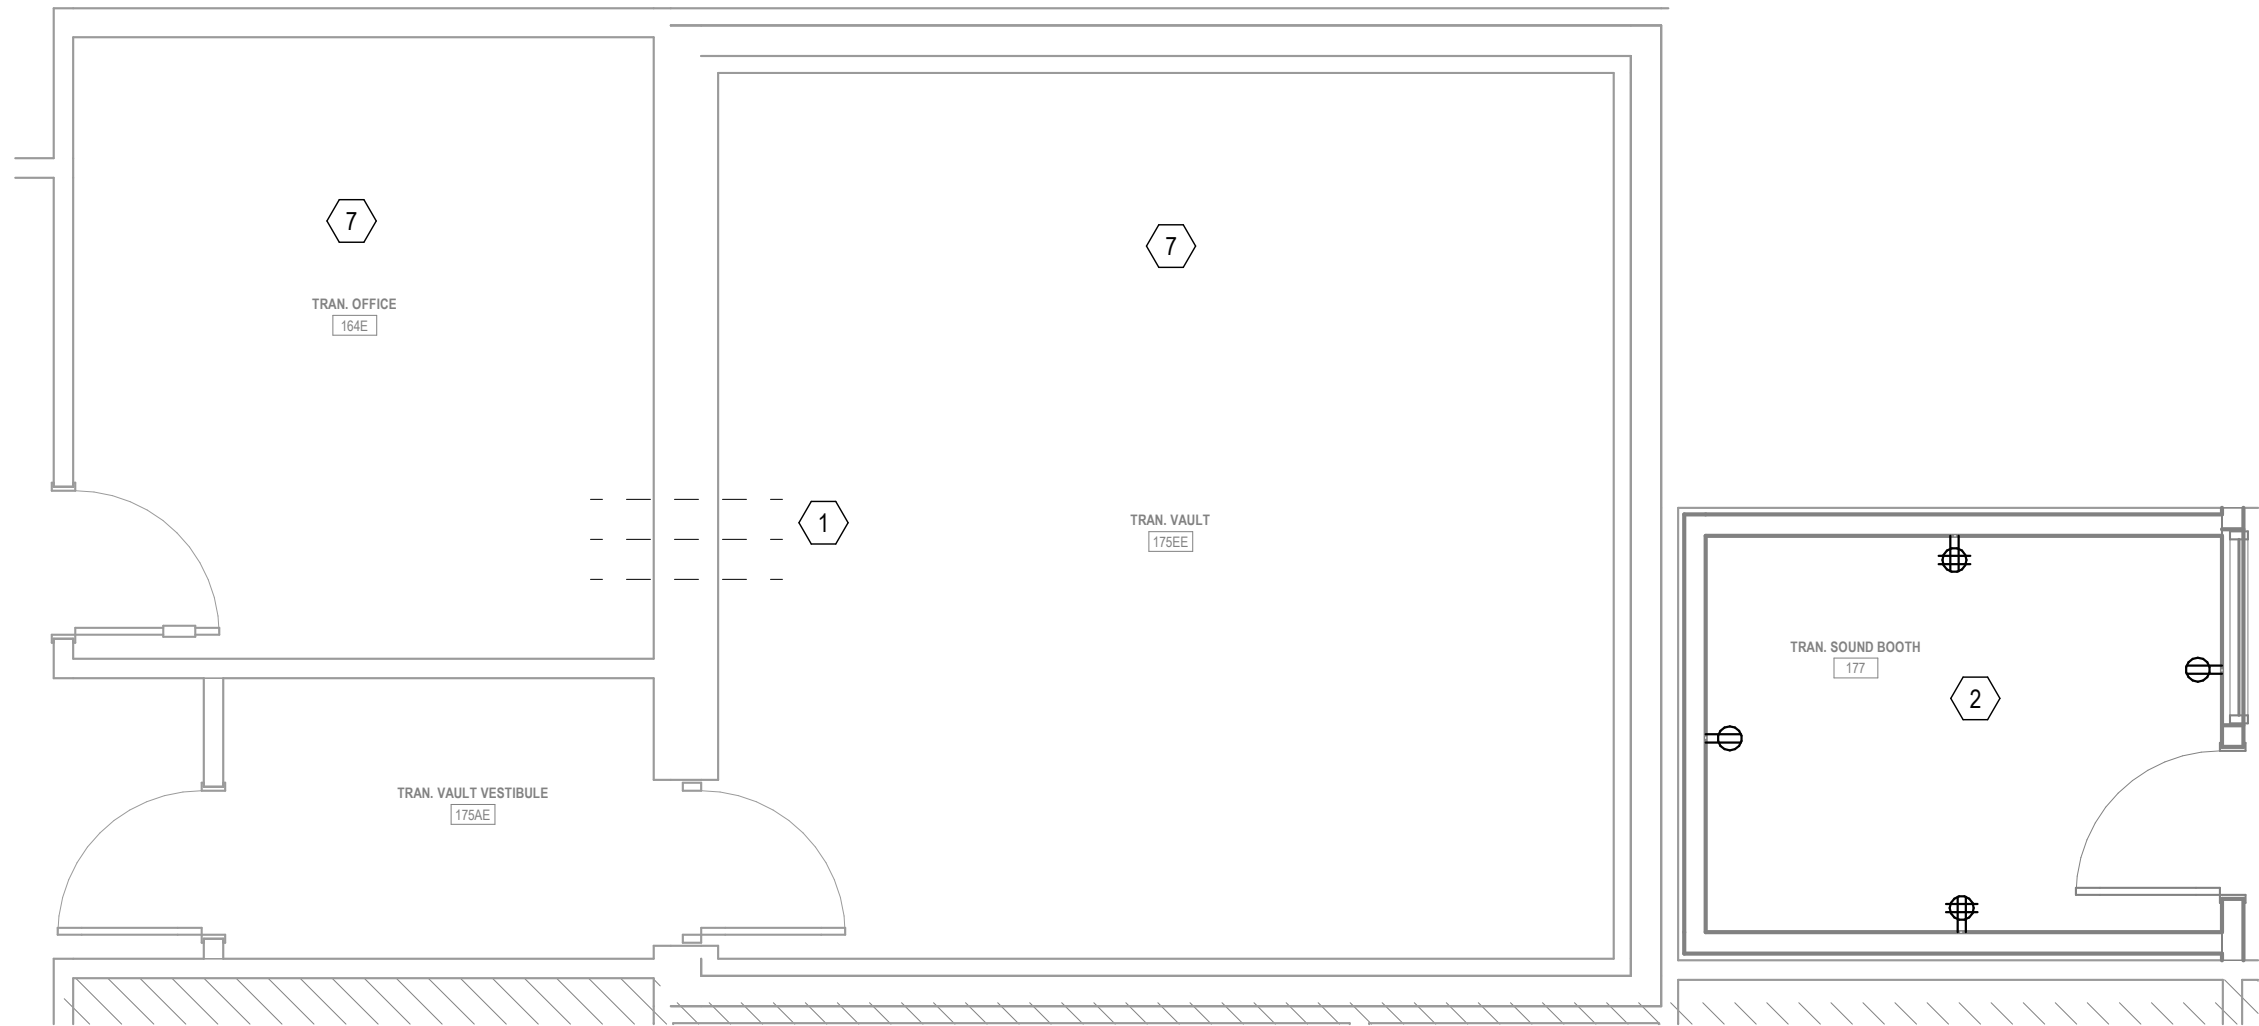 7
7
TRAN. OFFICE
164E
1
TRAN. VAULT
175EE
TRAN. SOUND BOOTH
177
2
TRAN. VAULT VESTIBULE
175AE